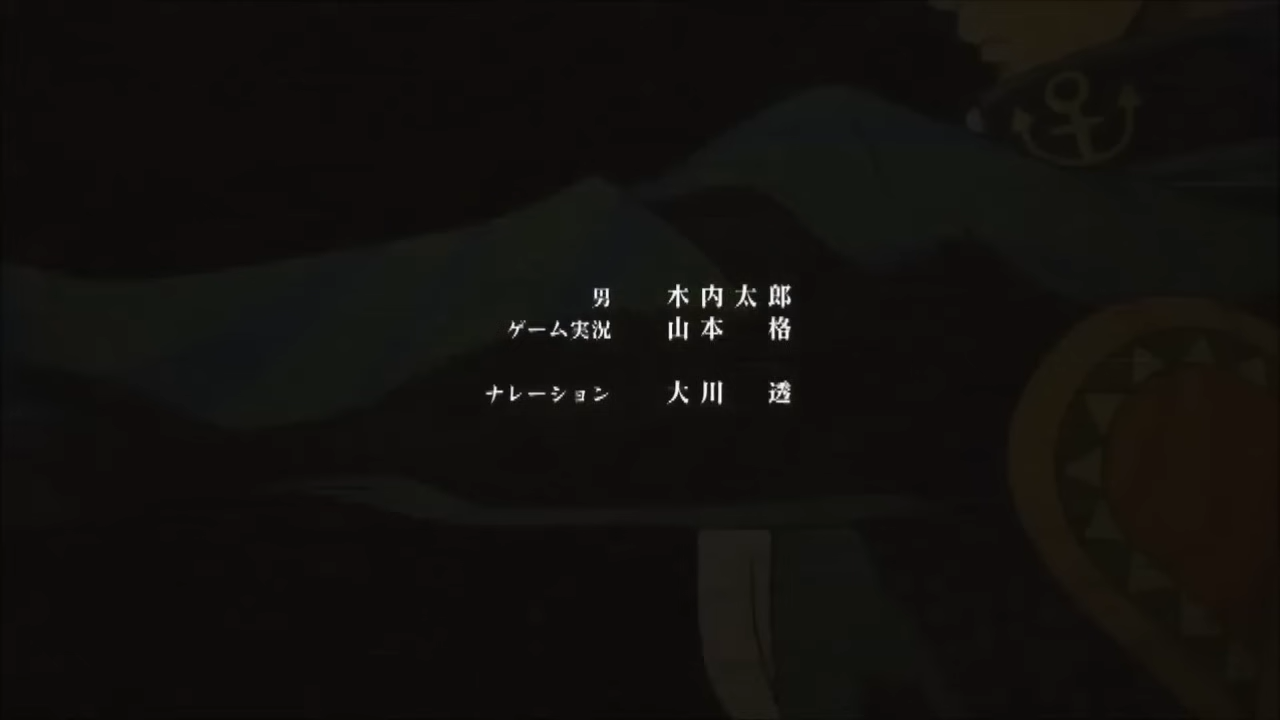 男 木内太郎
ゲーム実況 山本 格
ナレーション 大川 透